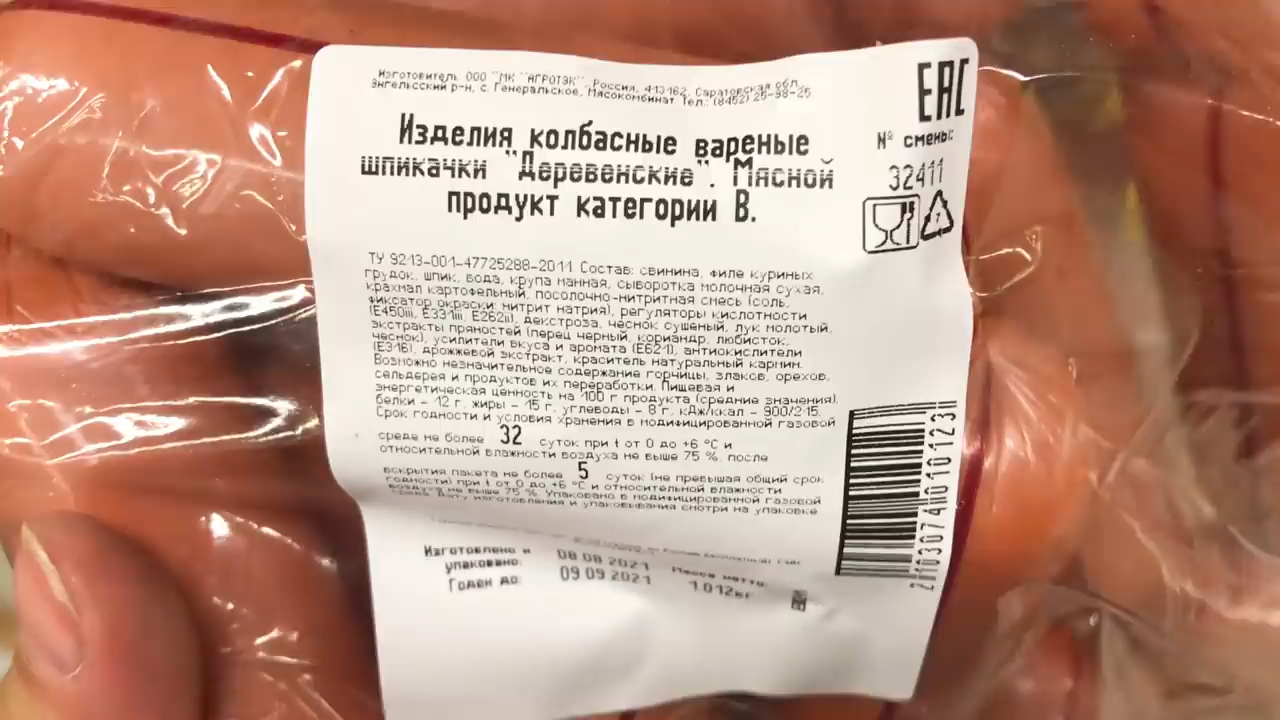 Изготовитель ООО "МК "АГРОТЭК", Россия, 413162, Саратовская обл.,
Энгельсский р-н, с. Генеральское, Мясокомбинат Тел.: (8452) 25-98-25
ЕАС
№ смены:
32411
Изделия колбасные вареные
шпикачки "Деревенские". Мясной
продукт категории В.
7
ТУ 9213-001-47725288-2011 Состав: свинина, филе куриных
грудок, шпик, вода, крупа манная, сыворотка молочная сухая,
крахмал картофельный, посолочно-нитритная смесь (соль,
фиксатор окраски: нитрит натрия), регуляторы кислотности
(Е450iii, Е331iii, Е262ii), декстроза, чеснок сушеный, лук молотый,
экстракты пряностей (перец черный, кориандр, любисток,
чеснок), усилители вкуса и аромата (Е621), антиокислители
(Е316), дрожжевой экстракт, краситель натуральный кармин.
Возможно незначительное содержание горчицы, злаков, орехов,
сельдерея и продуктов их переработки. Пищевая и
энергетическая ценность на 100 г продукта (средние значения):
белки - 12 г, жиры - 15 г, углеводы - 8 г, кДж/ккал - 900/215.
Срок годности и условия хранения в модифицированной газовой
среде не более 32 суток при t от 0 до +6 °С и
относительной влажности воздуха не выше 75 %, после
вскрытия пакета не более 5 суток (не превышая общий срок
годности) при t от 0 до +6 °С и относительной влажности
воздуха не выше 75 %. Упаковано в модифицированной газовой
среде. Дату изготовления и упаковывания смотри на упаковке
Изготовлено и
упаковано: 08 08 2021
Годен до: 09 09 2021
Масса нетто:
1.012кг